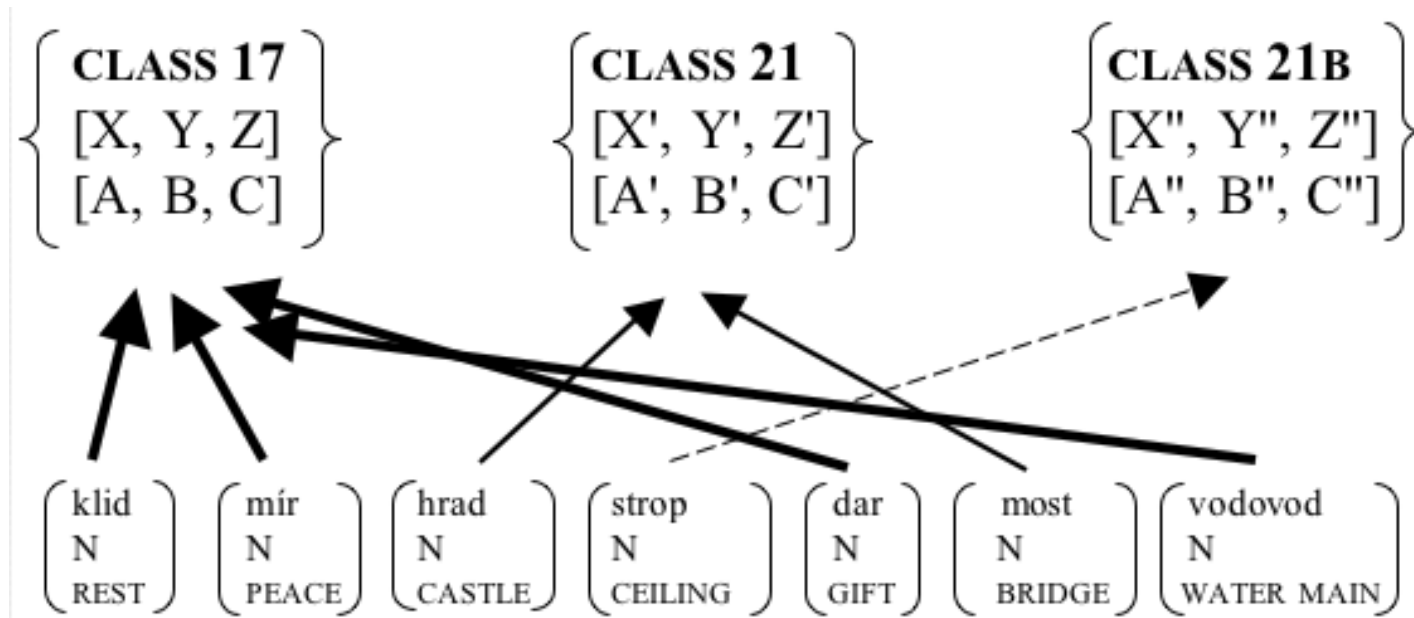 CLASS 17
[X, Y, Z]
[A, B, C]
CLASS 21
[X', Y', Z']
[A', B', C']
CLASS 21B
[X", Y", Z"]
[A", B", C"]
klid
N
REST
mír
N
PEACE
hrad
N
CASTLE
strop
N
CEILING
dar
N
GIFT
most
N
BRIDGE
vodovod
N
WATER MAIN